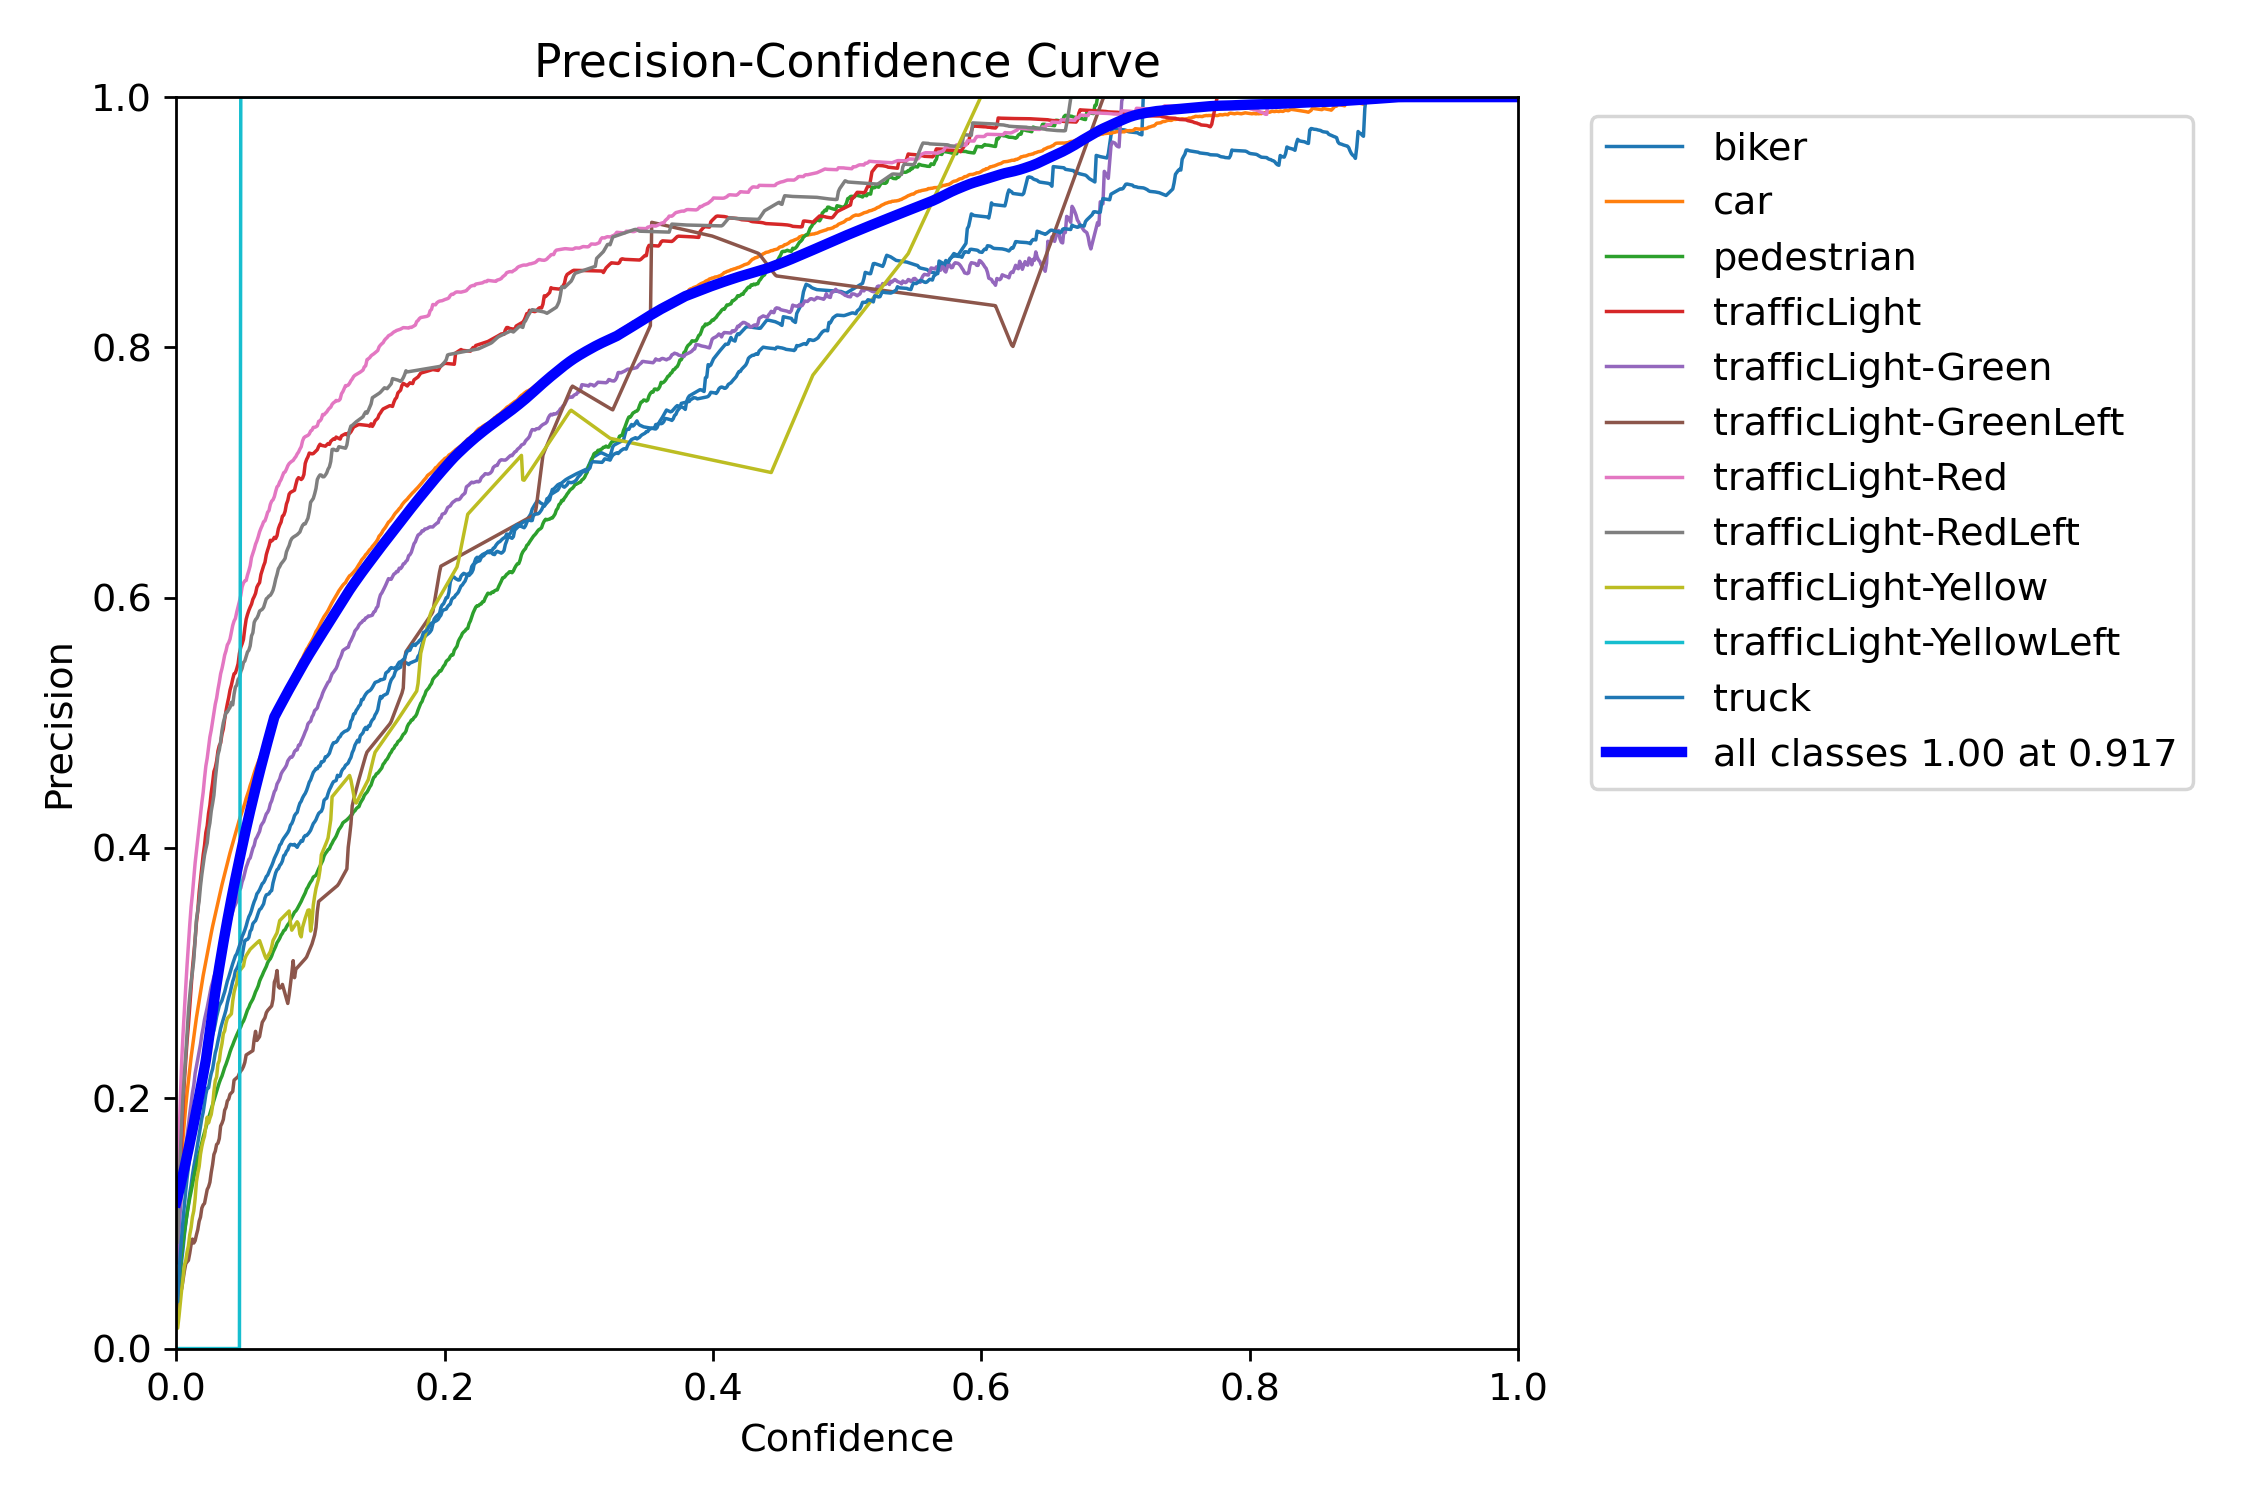 Precision-Confidence Curve
1.0
0.8
0.6
0.4
0.2
0.0
Precision
0.0 0.2 0.4 0.6 0.8 1.0
Confidence
biker
car
pedestrian
trafficLight
trafficLight-Green
trafficLight-GreenLeft
trafficLight-Red
trafficLight-RedLeft
trafficLight-Yellow
trafficLight-YellowLeft
truck
all classes 1.00 at 0.917